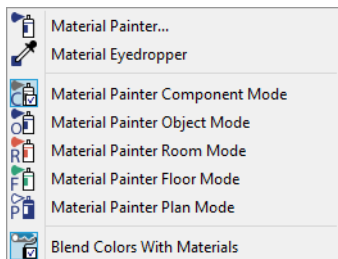 Material Painter...
Material Eyedropper
C Material Painter Component Mode
O Material Painter Object Mode
R Material Painter Room Mode
F Material Painter Floor Mode
P Material Painter Plan Mode
Blend Colors With Materials